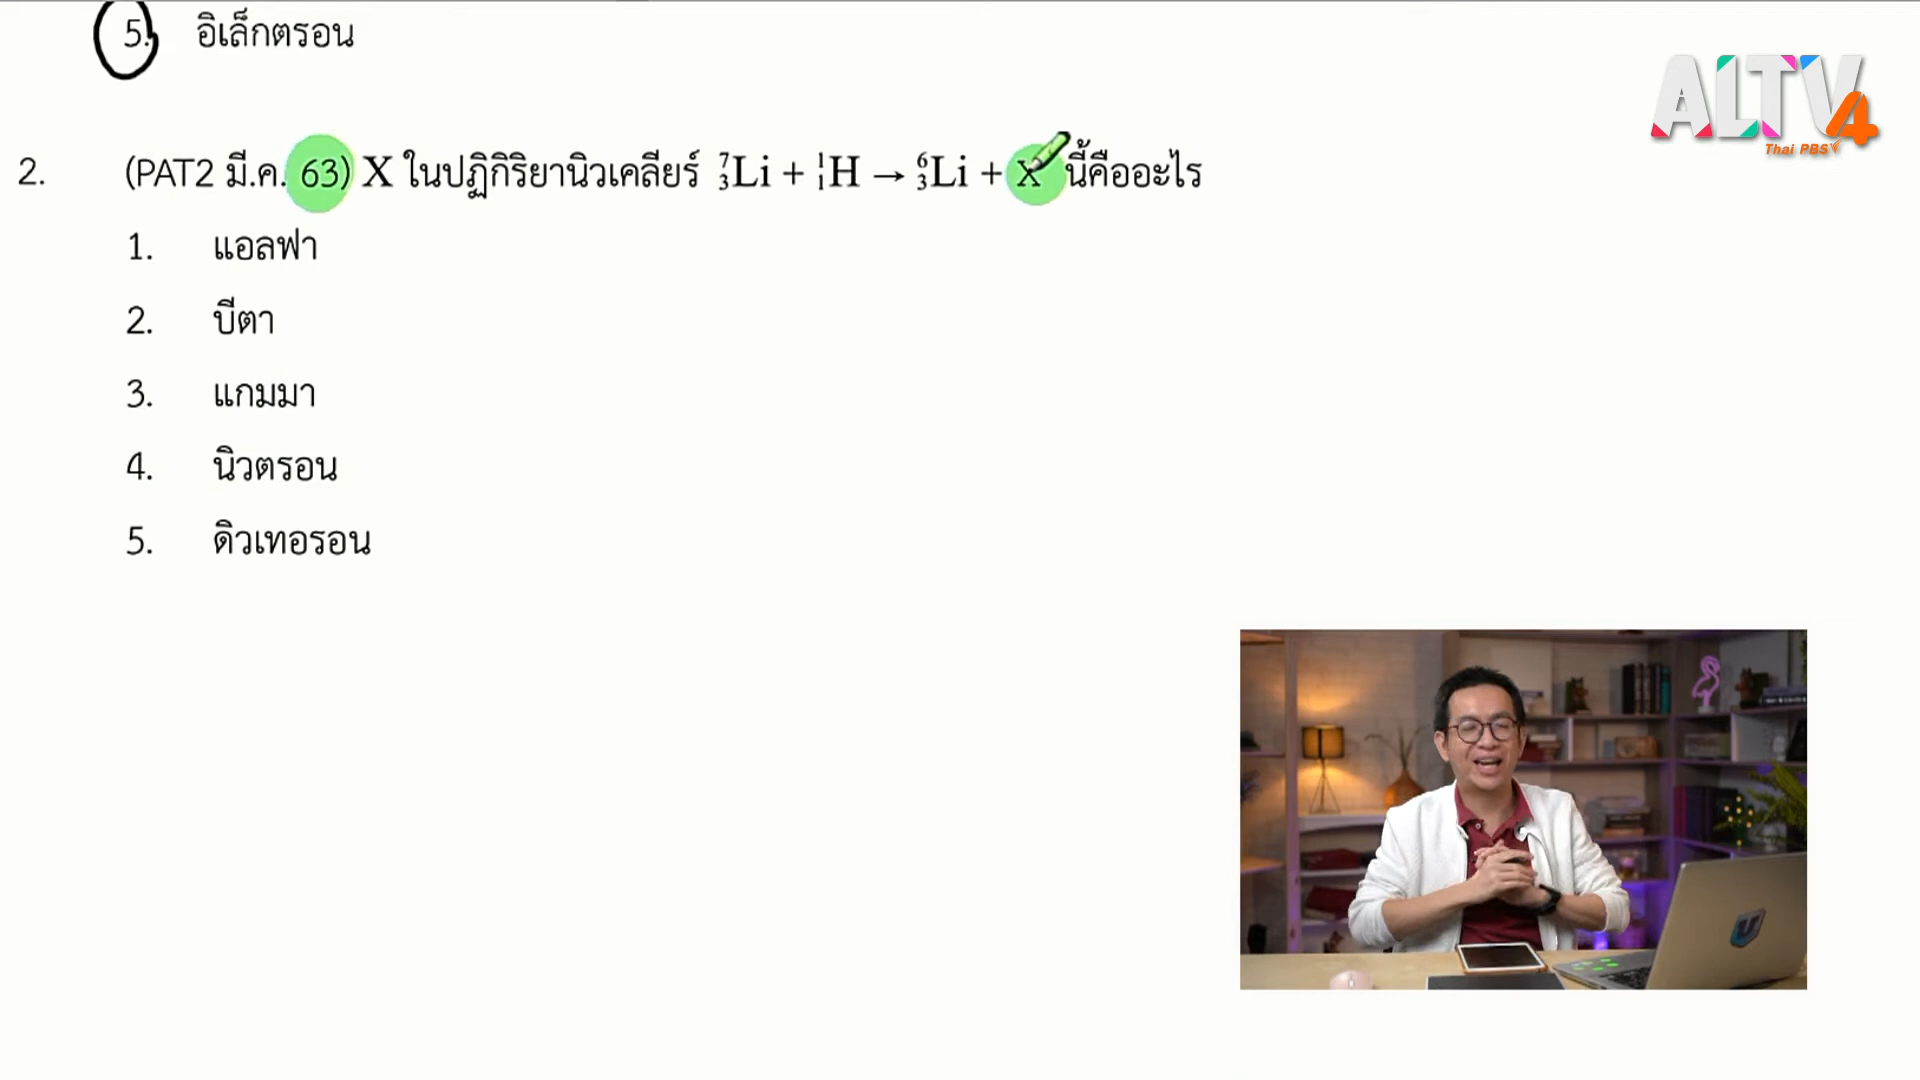 5. อิเล็กตรอน
ALTV4
Thai PBS
2. (PAT2 มี.ค. 63) X ในปฏิกิริยานิวเคลียร์ ⁷₃Li + ¹₁H → ⁶₃Li + X นี้คืออะไร
1. แอลฟา
2. บีตา
3. แกมมา
4. นิวตรอน
5. ดิวเทอรอน